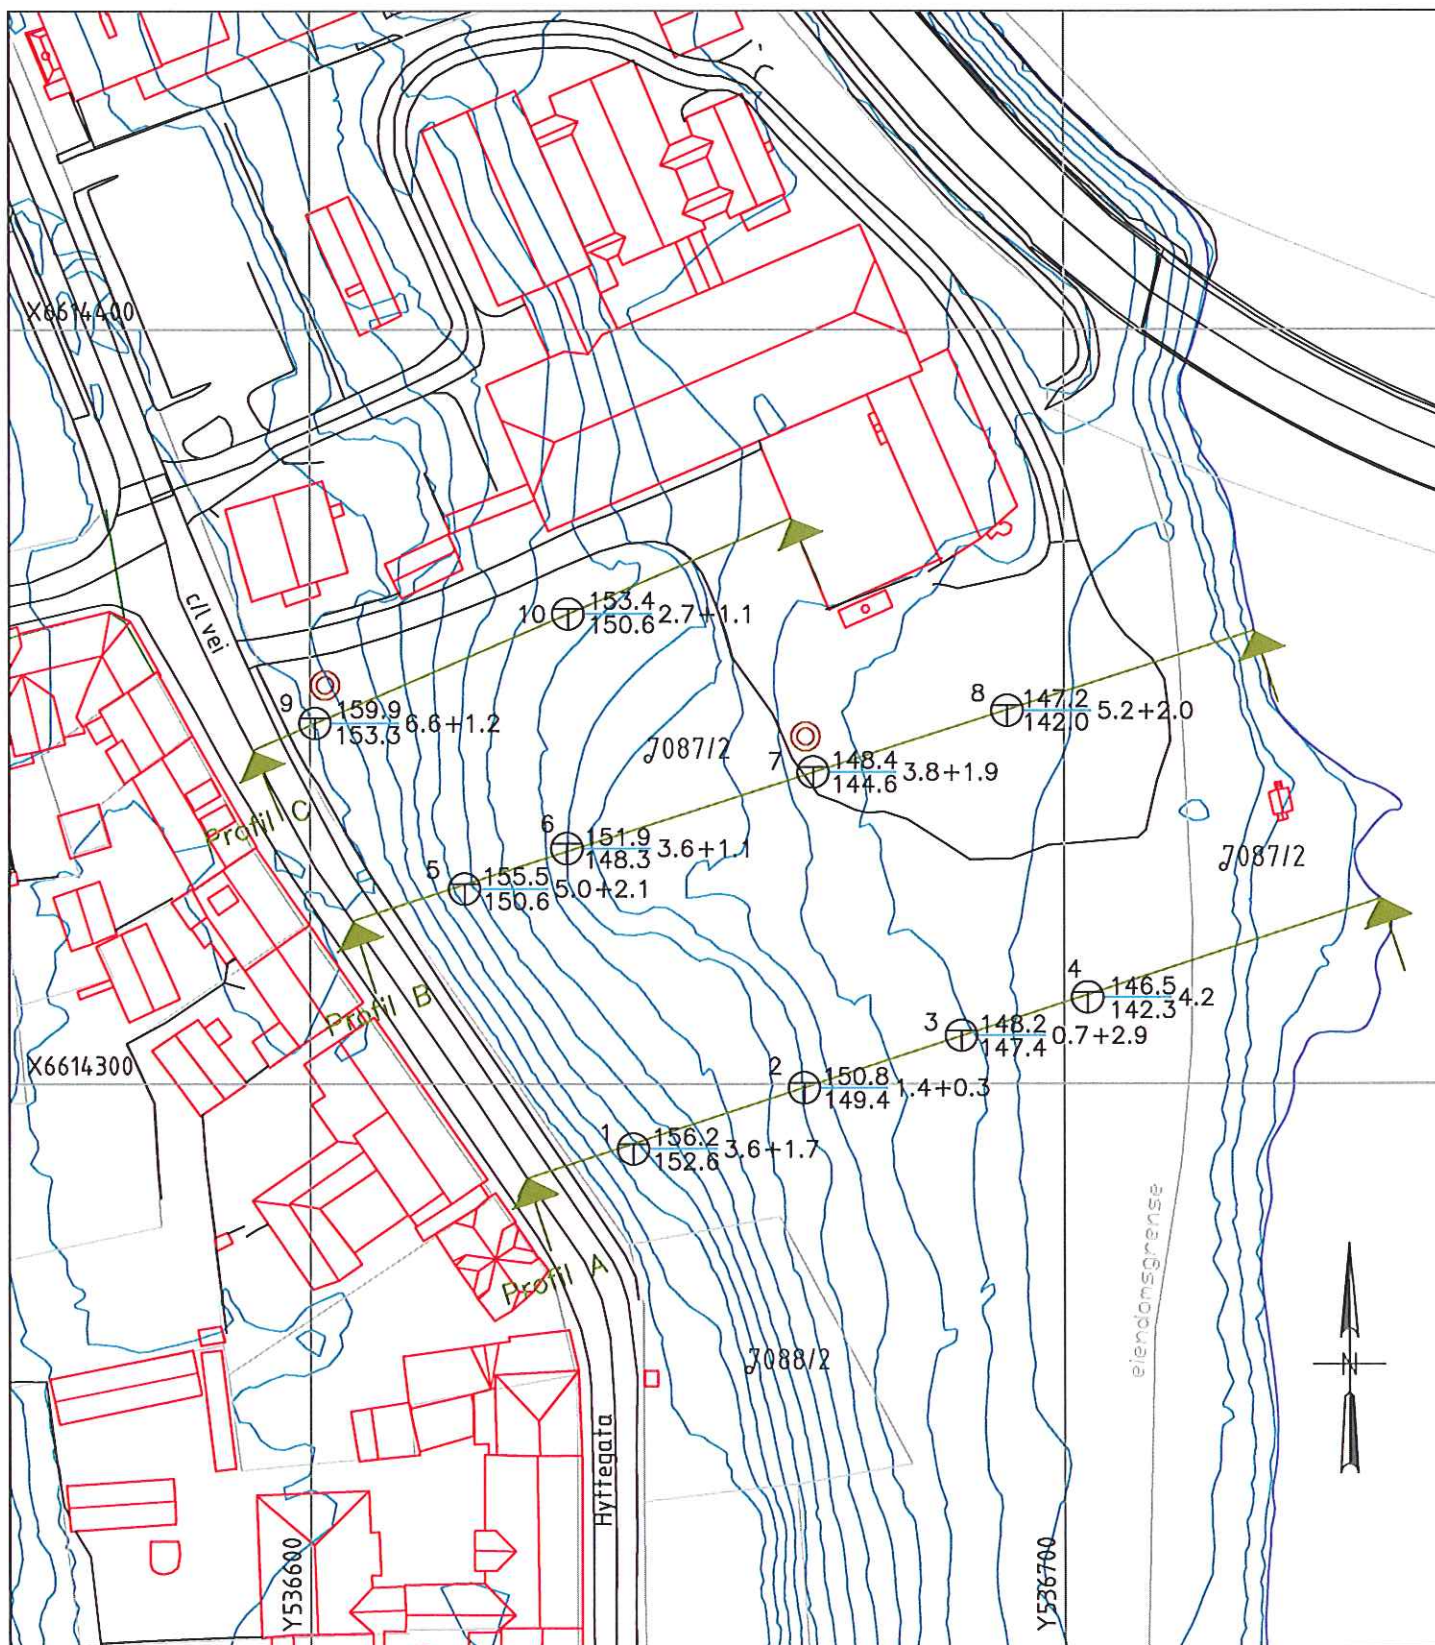 X6614400
c/l vei
10 153.4 2.7+1.1
150.6
9 159.9 6.6+1.2
153.3
8 147.2 5.2+2.0
142.0
7087/2
7 148.4 3.8+1.9
144.6
Profil C
6 151.9 3.6+1.1
148.3
7087/2
5 155.5 5.0+2.1
150.6
4 146.5 4.2
142.3
Profil B
3 148.2 0.7+2.9
147.4
X6614300
2 150.8 1.4+0.3
149.4
1 156.2 3.6+1.7
152.6
Profil A
eiendomsgrense
7088/2
N
Hyttegata
Y536600
Y536700